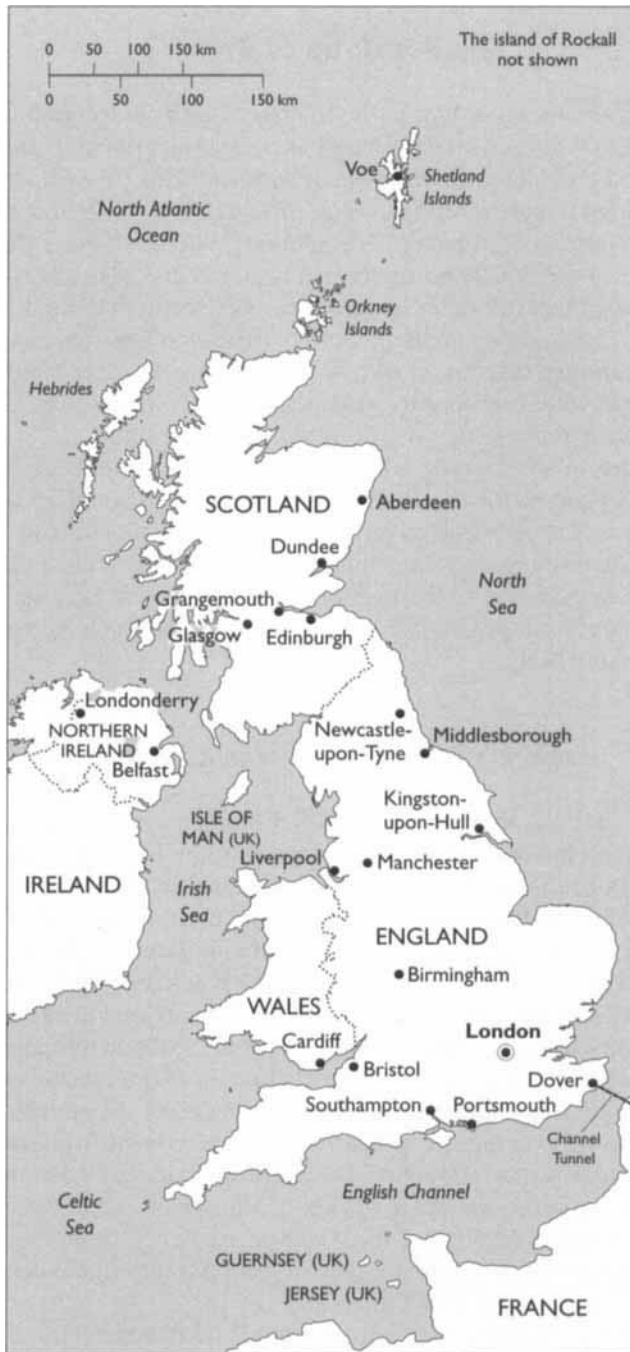 0 50 100 150 km
0 50 100 150 km
The island of Rockall
not shown
Voe
Shetland
Islands
North Atlantic
Ocean
Orkney
Islands
Hebrides
SCOTLAND
Aberdeen
Dundee
North
Sea
Grangemouth
Glasgow
Edinburgh
Londonderry
NORTHERN
IRELAND
Belfast
Newcastle-
upon-Tyne
Middlesborough
ISLE OF
MAN (UK)
Kingston-
upon-Hull
Liverpool
Manchester
IRELAND
Irish
Sea
ENGLAND
Birmingham
WALES
London
Cardiff
Bristol
Dover
Southampton
Portsmouth
Channel
Tunnel
Celtic
Sea
English Channel
GUERNSEY (UK)
JERSEY (UK)
FRANCE